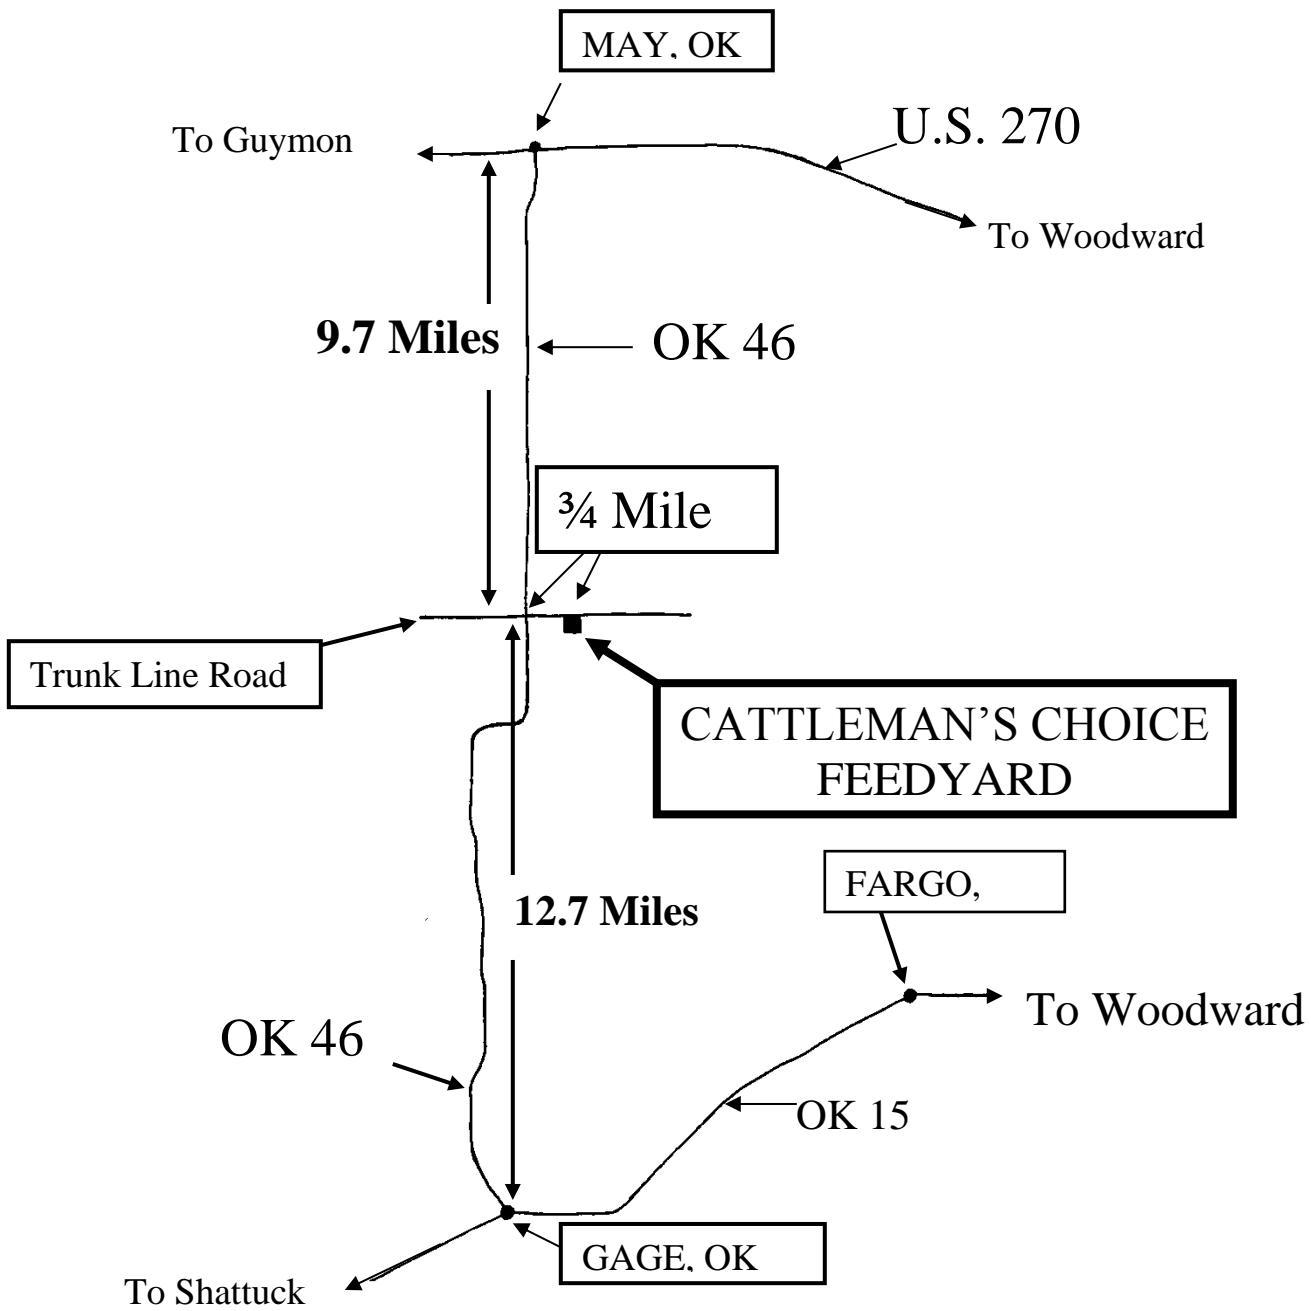 MAY, OK
U.S. 270
To Guymon
To Woodward
9.7 Miles
OK 46
¾ Mile
Trunk Line Road
CATTLEMAN'S CHOICE
FEEDYARD
FARGO,
12.7 Miles
To Woodward
OK 46
OK 15
GAGE, OK
To Shattuck